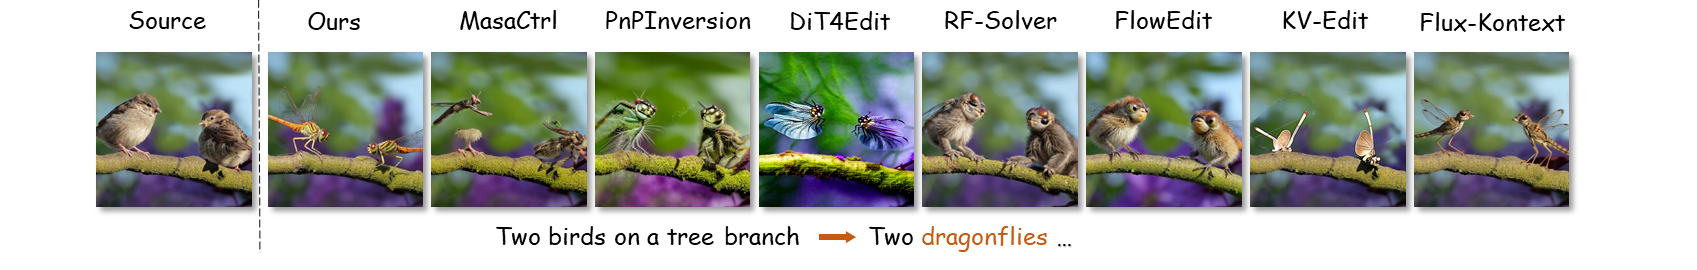 Source Ours MasaCtrl PnPInversion DiT4Edit RF-Solver FlowEdit KV-Edit Flux-Kontext
Two birds on a tree branch Two dragonflies ...